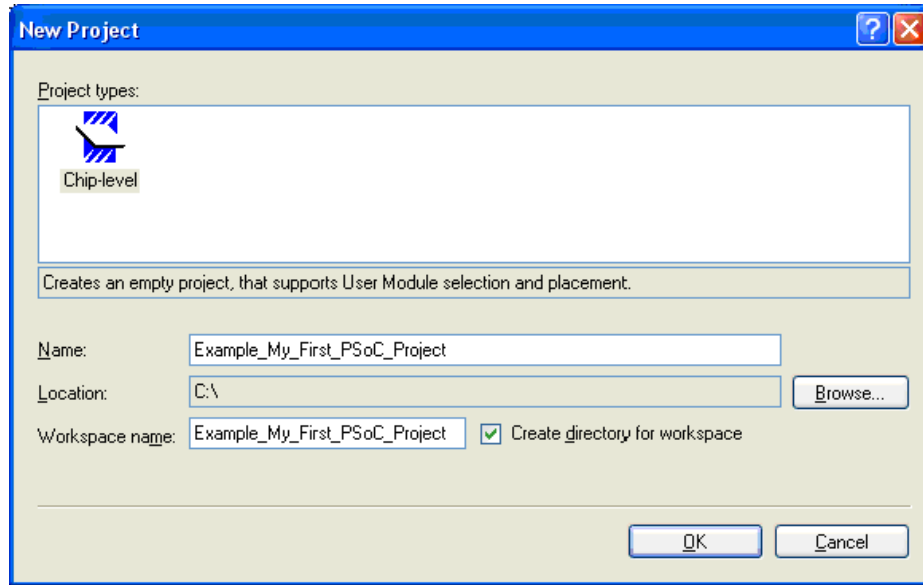 New Project
Project types:
Chip-level
Creates an empty project, that supports User Module selection and placement.
Name: Example_My_First_PSoC_Project
Location: C:\ Browse...
Workspace name: Example_My_First_PSoC_Project Create directory for workspace
OK Cancel